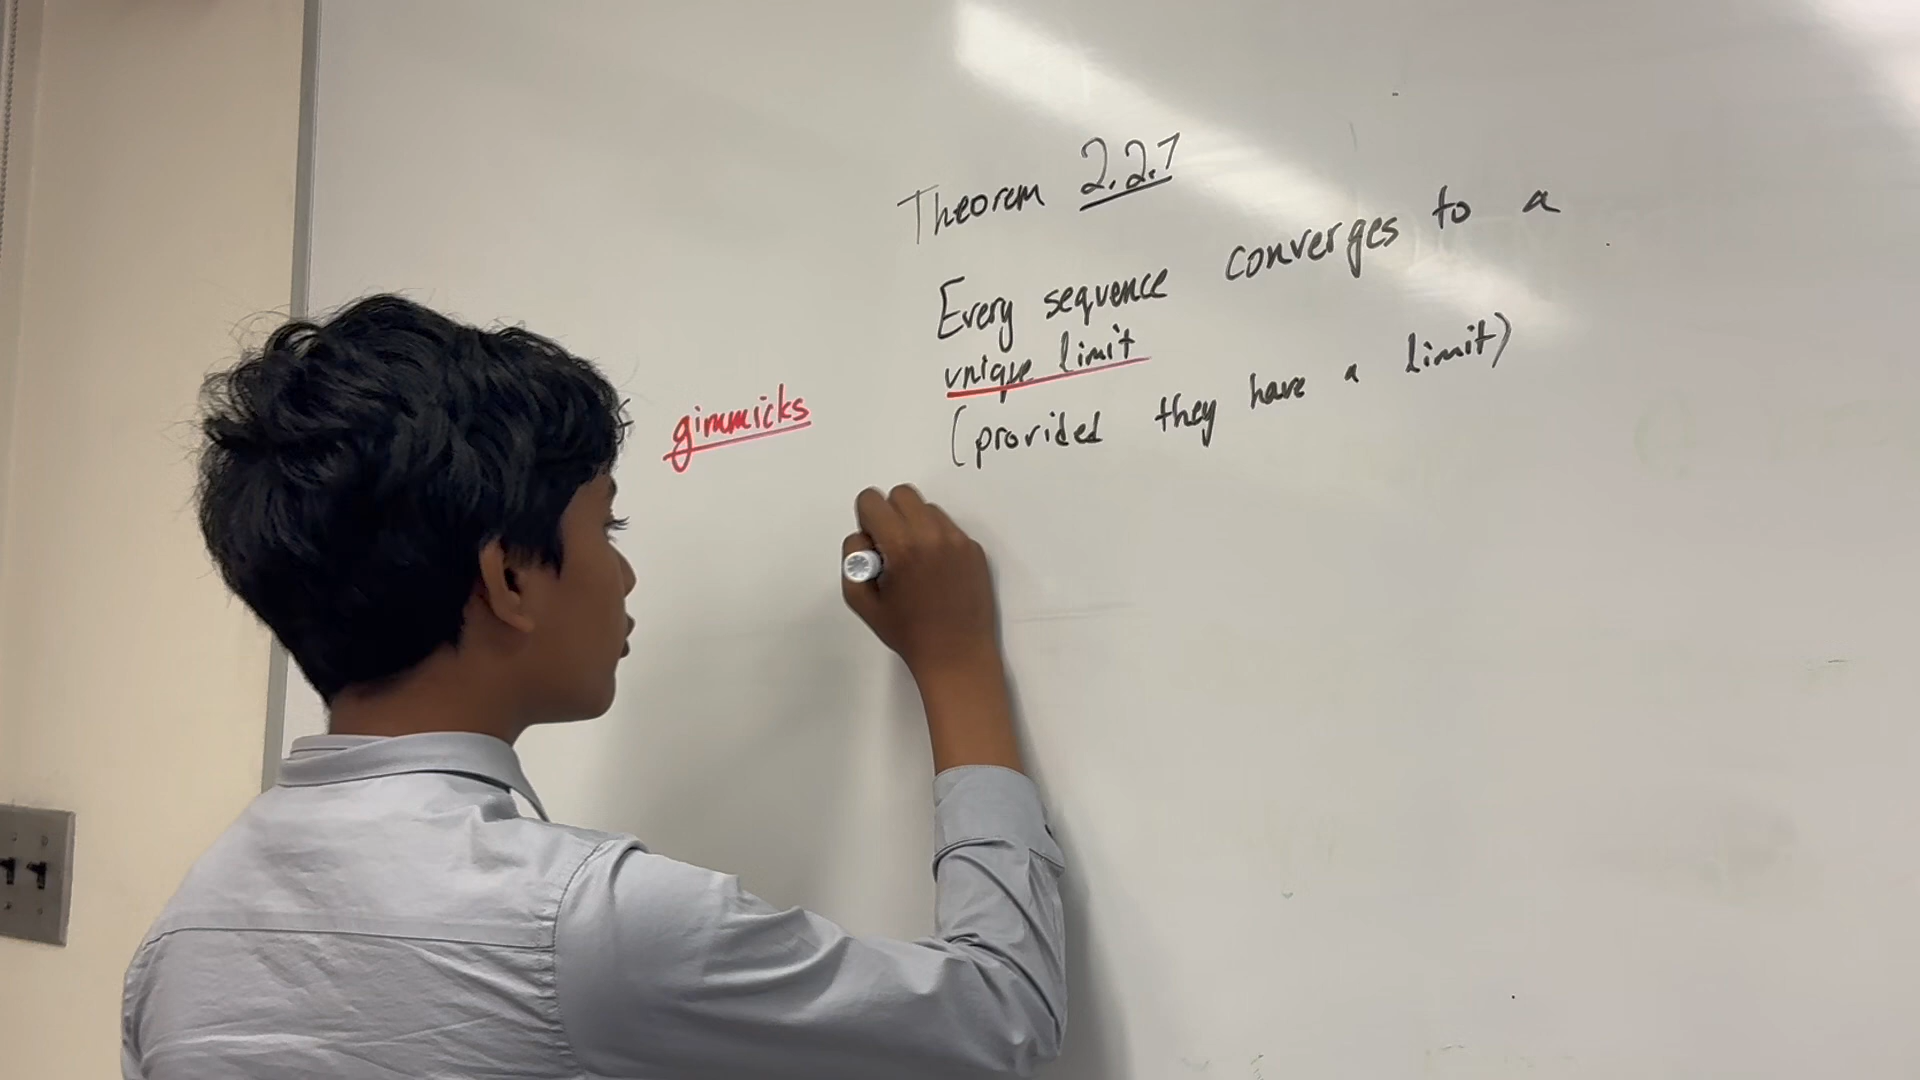 Theorem 2.2.7
Every sequence converges to a
unique limit
(provided they have a limit)
gimmicks